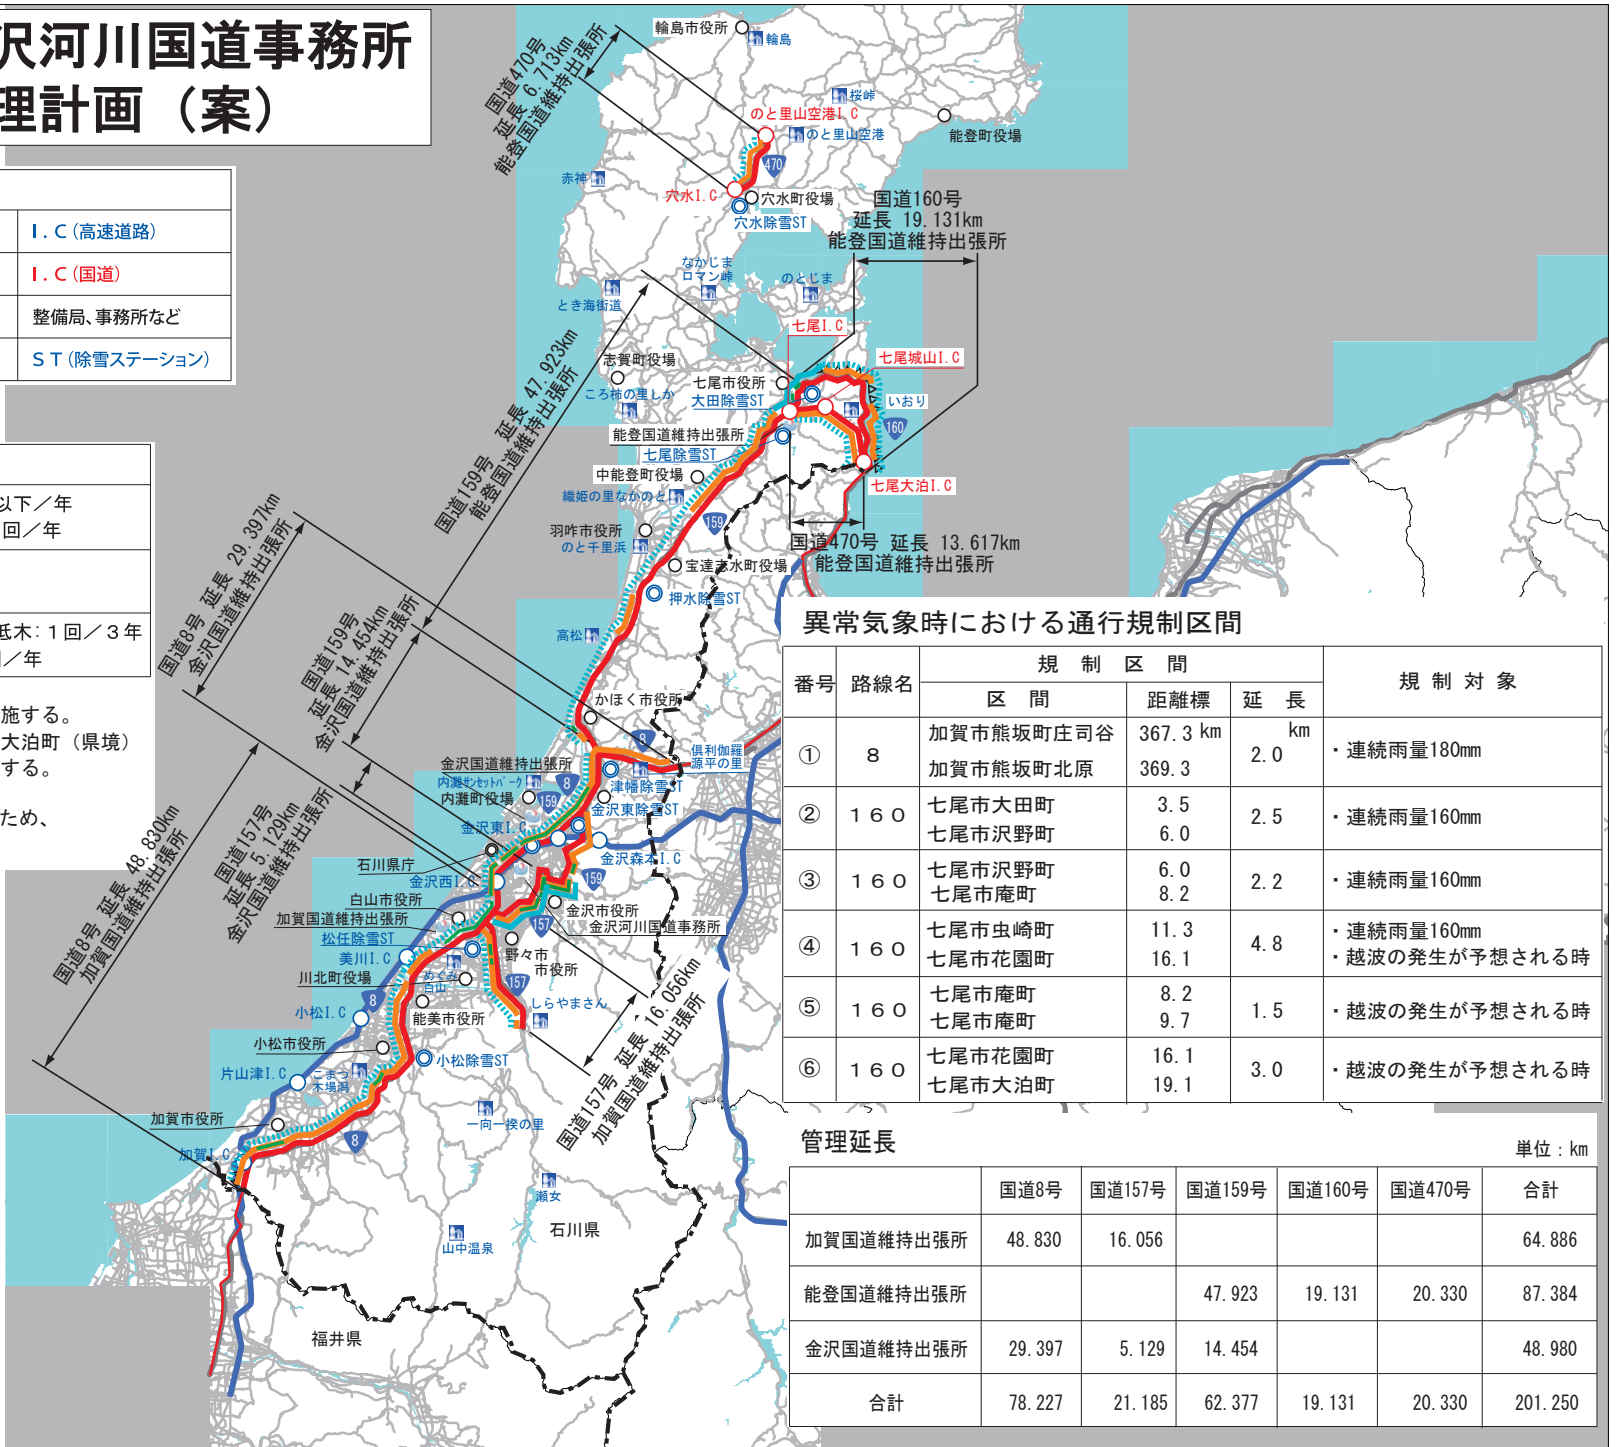 沢河川国道事務所
理計画（案）
I.C(高速道路)
I.C(国道)
整備局、事務所など
ST(除雪ステーション)
以下／年
回／年
低木:１回／３年
回／年
施する。
大泊町（県境）
する。
ため、
国道470号
延長 6.713km
能登国道維持出張所
輪島市役所
輪島
桜峠
のと里山空港I.C
のと里山空港
能登町役場
470
赤神
穴水I.C
穴水町役場
穴水除雪ST
国道160号
延長 19.131km
能登国道維持出張所
なかじま
ロマン峠
のとじま
とき海街道
七尾I.C
七尾城山I.C
志賀町役場
七尾市役所
大田除雪ST
ころ柿の里しか
いおり
160
国道159号 延長 47.923km
能登国道維持出張所
能登国道維持出張所
七尾除雪ST
中能登町役場
七尾大泊I.C
織姫の里なかのと
159
羽咋市役所
のと千里浜
国道470号 延長 13.617km
能登国道維持出張所
宝達志水町役場
押水除雪ST
高松
国道8号 延長 29.397km
金沢国道維持出張所
国道159号
延長 14.454km
金沢国道維持出張所
かほく市役所
8
倶利伽羅
源平の里
金沢国道維持出張所
内灘サンセットパーク
8
津幡除雪ST
内灘町役場
159
金沢東除雪ST
金沢東I.C
石川県庁
金沢森本I.C
金沢西I.C
159
国道157号
延長 5.129km
金沢国道維持出張所
白山市役所
金沢市役所
加賀国道維持出張所
金沢河川国道事務所
157
松任除雪ST
野々市
市役所
美川I.C
川北町役場
めぐみ
白山
157
しらやまさん
国道8号 延長 48.830km
加賀国道維持出張所
8
小松I.C
能美市役所
小松市役所
小松除雪ST
片山津I.C
こまつ
木場潟
国道157号 延長 16.056km
加賀国道維持出張所
加賀市役所
一向一揆の里
8
加賀I.C
瀬女
石川県
山中温泉
福井県
異常気象時における通行規制区間
番号 路線名 規制区間 規制対象
区間 距離標 延長
① 8 加賀市熊坂町庄司谷 367.3 km 2.0 km ・連続雨量180mm
加賀市熊坂町北原 369.3
② 160 七尾市大田町 3.5 2.5 ・連続雨量160mm
七尾市沢野町 6.0
③ 160 七尾市沢野町 6.0 2.2 ・連続雨量160mm
七尾市庵町 8.2
④ 160 七尾市虫崎町 11.3 4.8 ・連続雨量160mm
七尾市花園町 16.1 ・越波の発生が予想される時
⑤ 160 七尾市庵町 8.2 1.5 ・越波の発生が予想される時
七尾市庵町 9.7
⑥ 160 七尾市花園町 16.1 3.0 ・越波の発生が予想される時
七尾市大泊町 19.1
管理延長
単位：km
国道8号 国道157号 国道159号 国道160号 国道470号 合計
加賀国道維持出張所 48.830 16.056 64.886
能登国道維持出張所 47.923 19.131 20.330 87.384
金沢国道維持出張所 29.397 5.129 14.454 48.980
合計 78.227 21.185 62.377 19.131 20.330 201.250